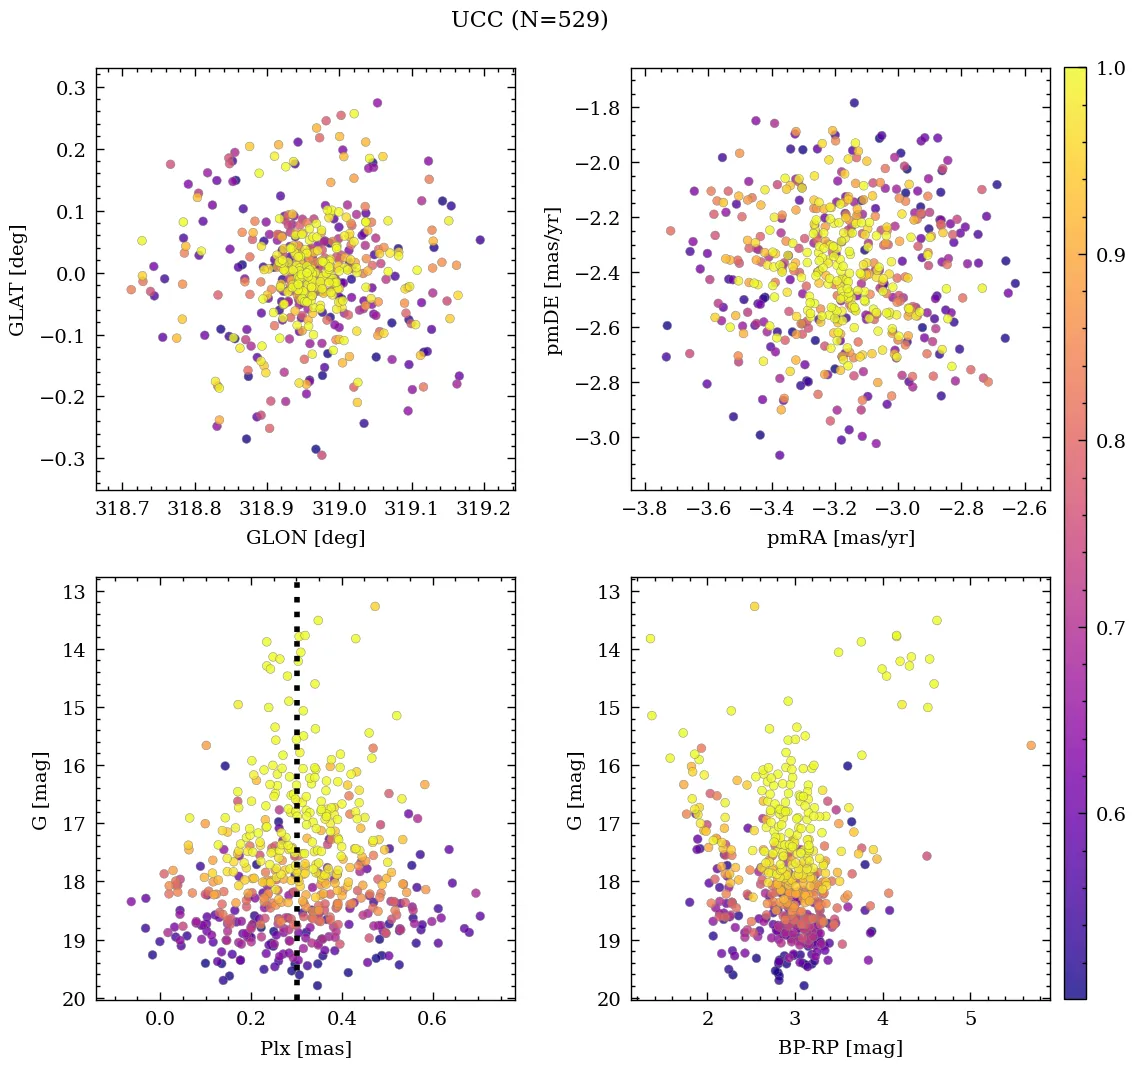 UCC (N=529)
0.3
0.2
0.1
0.0
−0.1
−0.2
−0.3
GLAT [deg]
318.7 318.8 318.9 319.0 319.1 319.2
GLON [deg]
−1.8
−2.0
−2.2
−2.4
−2.6
−2.8
−3.0
pmDE [mas/yr]
−3.8 −3.6 −3.4 −3.2 −3.0 −2.8 −2.6
pmRA [mas/yr]
1.0
0.9
0.8
0.7
0.6
13
14
15
16
17
18
19
20
G [mag]
0.0 0.2 0.4 0.6
Plx [mas]
13
14
15
16
17
18
19
20
G [mag]
2 3 4 5
BP-RP [mag]